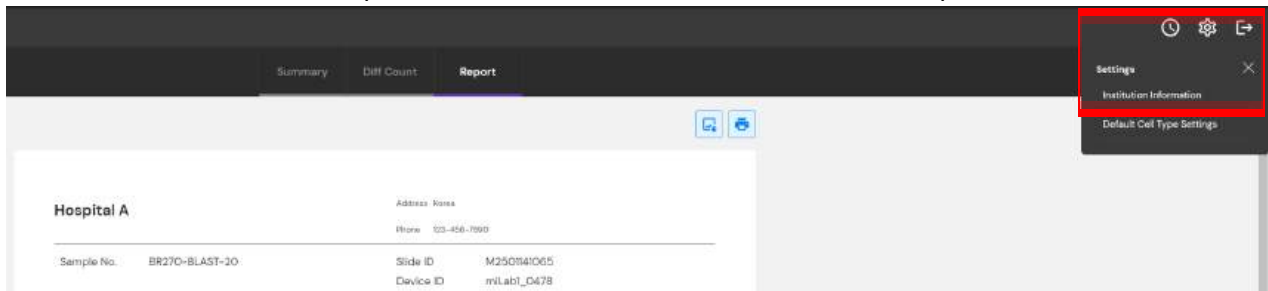 Summary Diff Count Report
Settings
Institution Information
Default Cell Type Settings
Hospital A
Address Korea
Phone 123-456-7890
Sample No. BR270-BLAST-20
Slide ID M2501141065
Device ID miLab1_0478